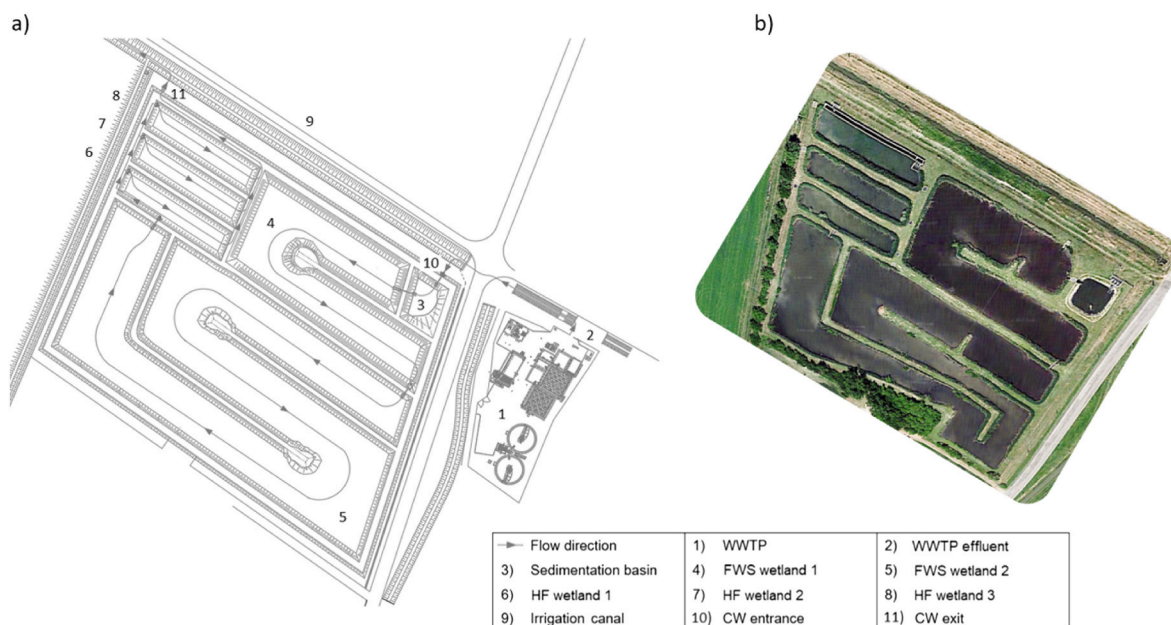 a)
b)
8
11
9
7
6
4
10
3
2
1
5
Flow direction 1) WWTP 2) WWTP effluent
3) Sedimentation basin 4) FWS wetland 1 5) FWS wetland 2
6) HF wetland 1 7) HF wetland 2 8) HF wetland 3
9) Irrigation canal 10) CW entrance 11) CW exit